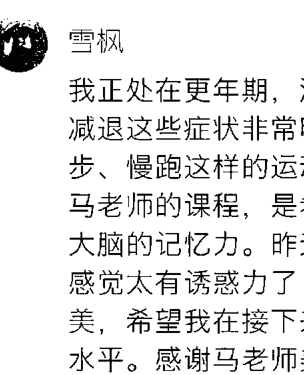 雪枫
我正处在更年期，
减退这些症状非常
步、慢跑这样的运
马老师的课程，是
大脑的记忆力。昨
感觉太有诱惑力了
美，希望我在接下
水平。感谢马老师